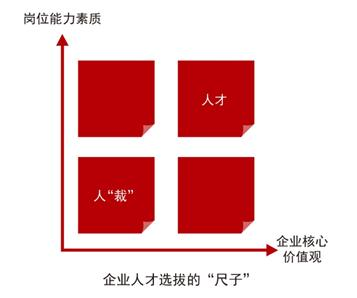 岗位能力素质
人才
人“裁”
企业核心
价值观
企业人才选拔的“尺子”